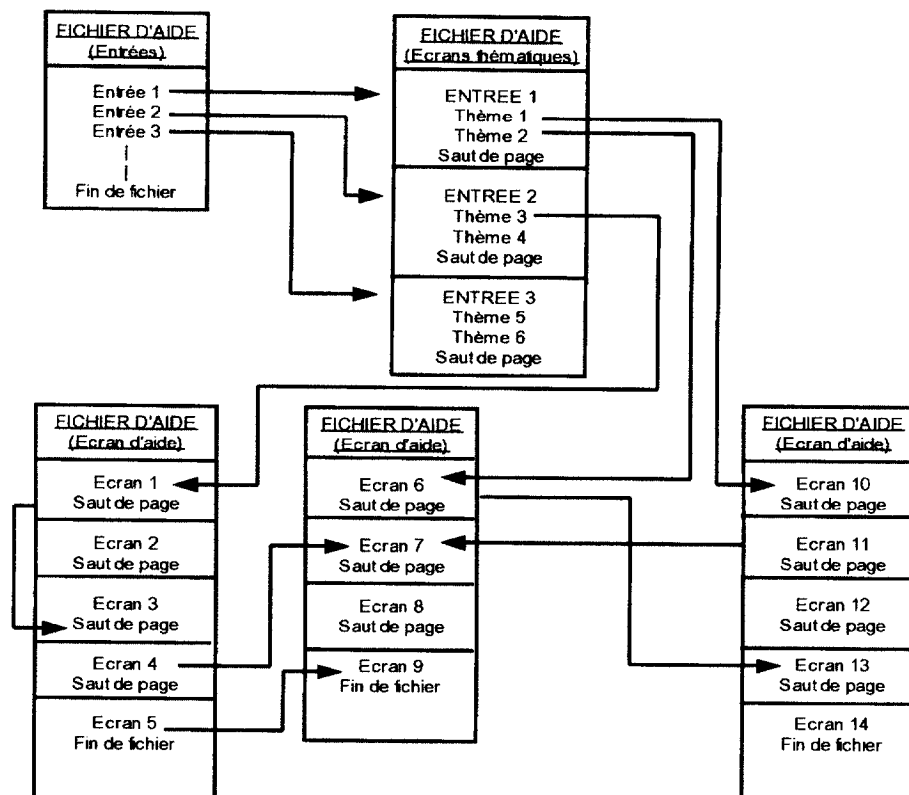 FICHIER D'AIDE
(Entrées)
Entrée 1
Entrée 2
Entrée 3
Fin de fichier
FICHIER D'AIDE
(Ecrans thématiques)
ENTREE 1
Thème 1
Thème 2
Saut de page
ENTREE 2
Thème 3
Thème 4
Saut de page
ENTREE 3
Thème 5
Thème 6
Saut de page
FICHIER D'AIDE
(Ecran d'aide)
Ecran 1
Saut de page
Ecran 2
Saut de page
Ecran 3
Saut de page
Ecran 4
Saut de page
Ecran 5
Fin de fichier
FICHIER D'AIDE
(Ecran d'aide)
Ecran 6
Saut de page
Ecran 7
Saut de page
Ecran 8
Saut de page
Ecran 9
Fin de fichier
FICHIER D'AIDE
(Ecran d'aide)
Ecran 10
Saut de page
Ecran 11
Saut de page
Ecran 12
Saut de page
Ecran 13
Saut de page
Ecran 14
Fin de fichier